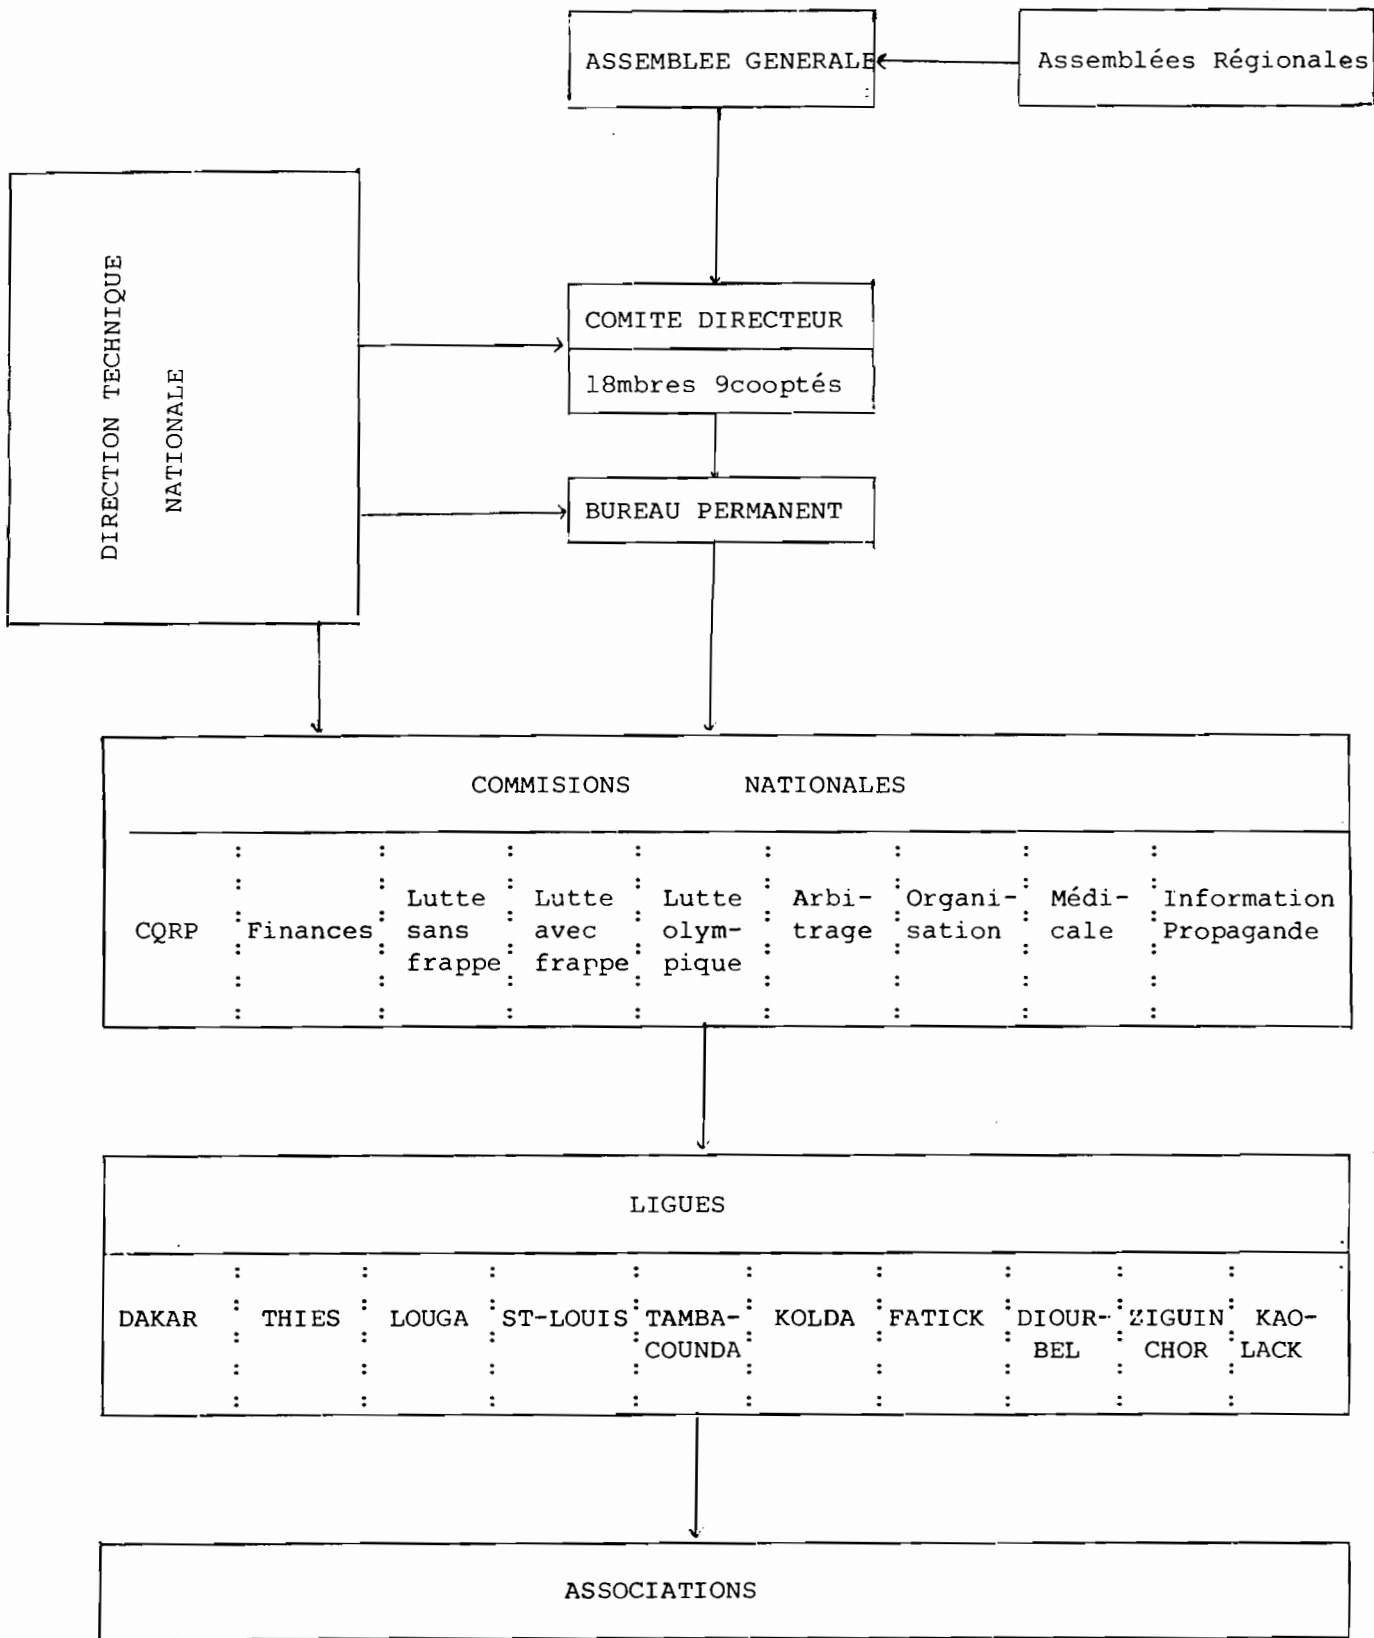 ASSEMBLEE GENERALE
Assemblées Régionales
DIRECTION TECHNIQUE
NATIONALE
COMITE DIRECTEUR
18mbres 9cooptés
BUREAU PERMANENT
COMMISIONS NATIONALES
CQRP
Finances
Lutte
sans
frappe
Lutte
avec
frappe
Lutte
olym-
pique
Arbi-
trage
Organi-
sation
Médi-
cale
Information
Propagande
LIGUES
DAKAR
THIES
LOUGA
ST-LOUIS
TAMBA-
COUNDA
KOLDA
FATICK
DIOUR-
BEL
ZIGUIN
CHOR
KAO-
LACK
ASSOCIATIONS